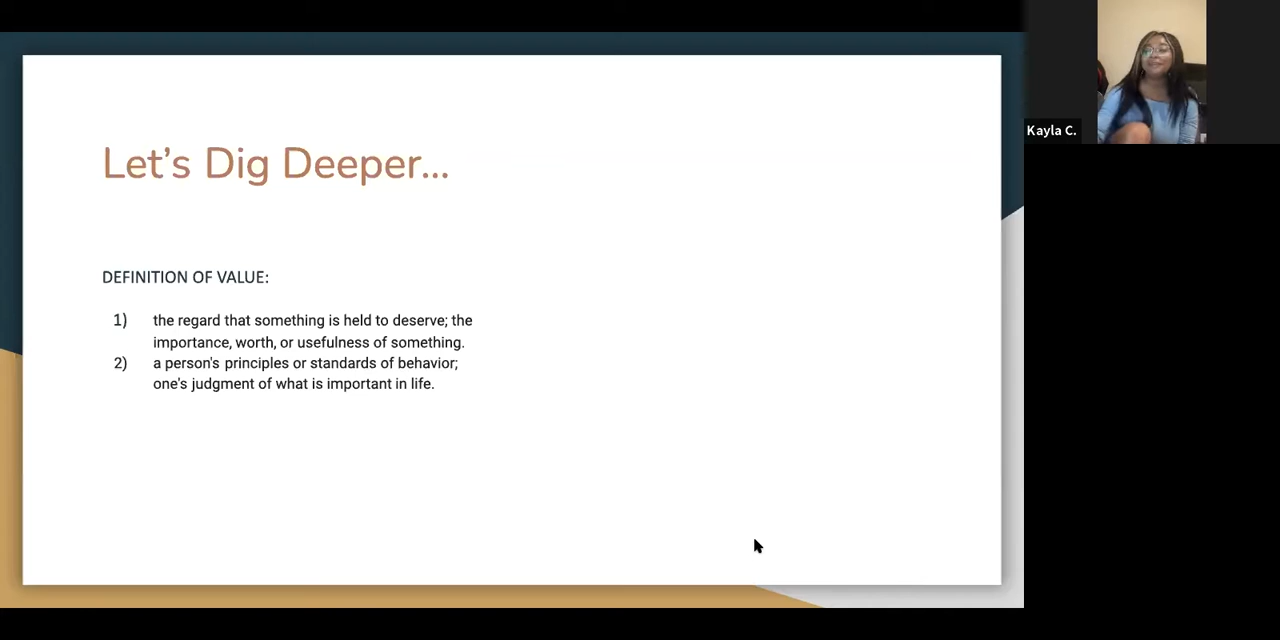 Let's Dig Deeper...
DEFINITION OF VALUE:
1) the regard that something is held to deserve; the
importance, worth, or usefulness of something.
2) a person's principles or standards of behavior;
one's judgment of what is important in life.
Kayla C.